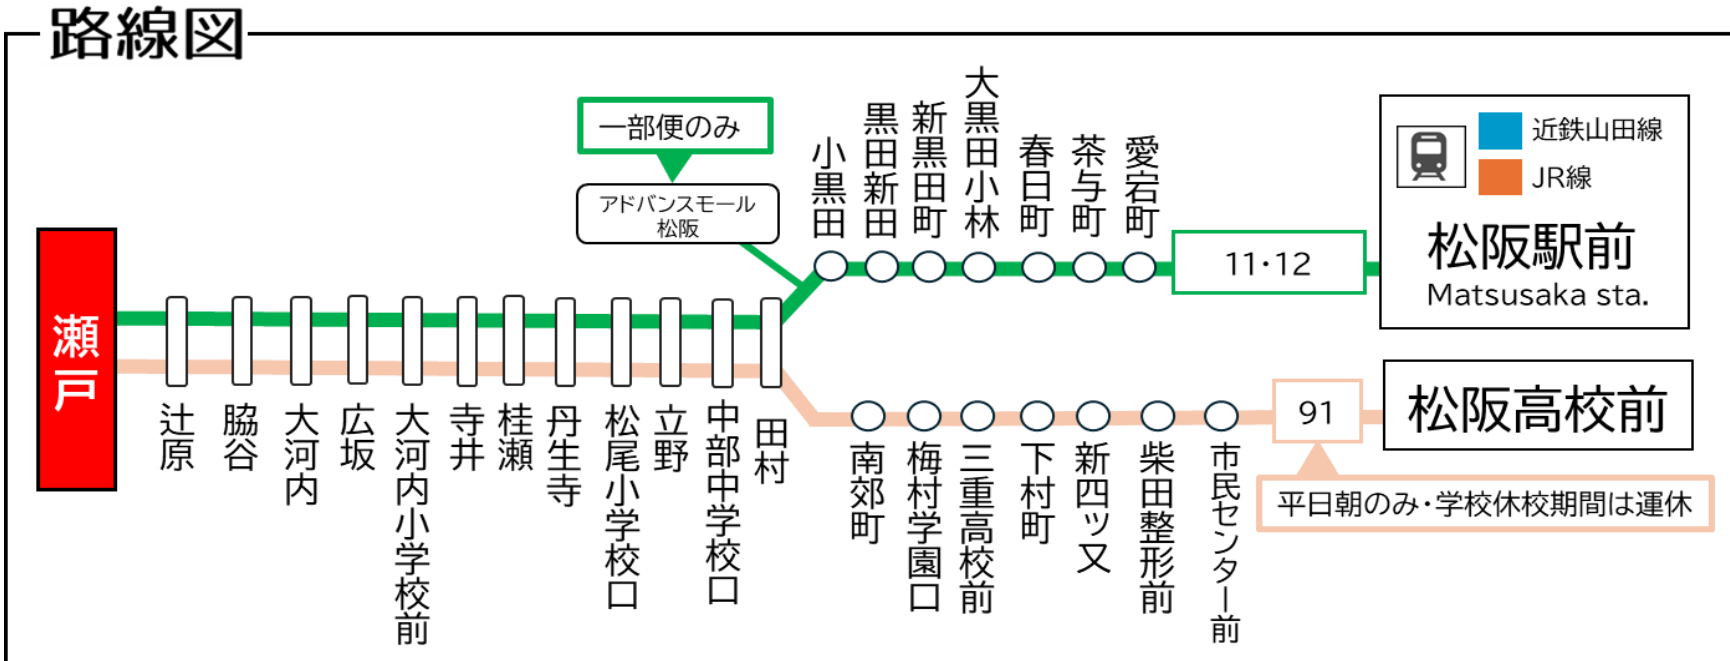 路線図
一部便のみ
アドバンスモール
松阪
小黒田
黒田新田
新黒田町
大黒田小林
春日町
茶与町
愛宕町
11・12
近鉄山田線
JR線
松阪駅前
Matsusaka sta.
瀬戸
辻原
脇谷
大河内
広坂
大河内小学校前
寺井
桂瀬
丹生寺
松尾小学校口
立野
中部中学校口
田村
南郊町
梅村学園口
三重高校前
下村町
新四ッ又
柴田整形前
市民センター前
91
松阪高校前
平日朝のみ・学校休校期間は運休